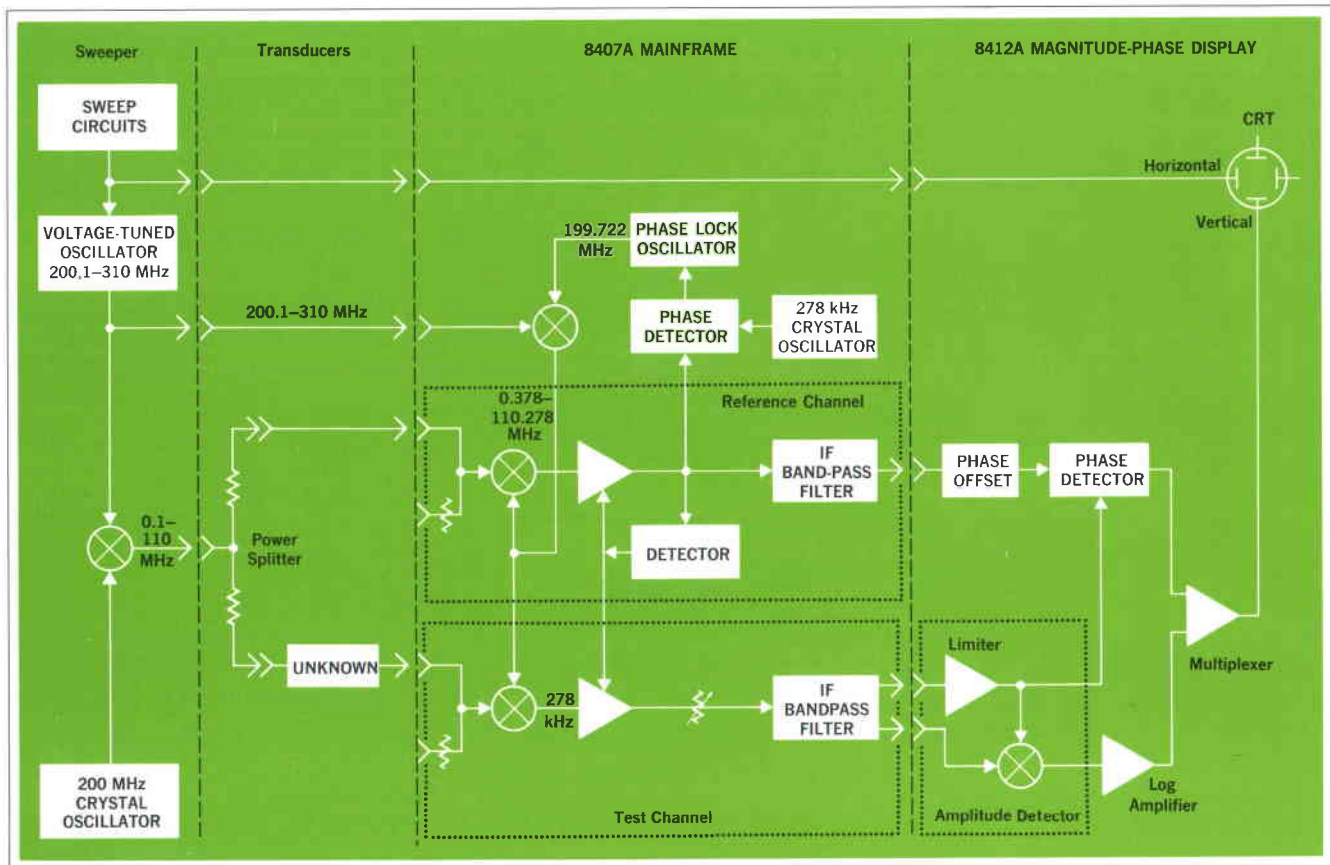 Sweeper
Transducers
8407A MAINFRAME
8412A MAGNITUDE-PHASE DISPLAY
SWEEP
CIRCUITS
CRT
Horizontal
Vertical
VOLTAGE-TUNED
OSCILLATOR
200.1–310 MHz
199.722
MHz
PHASE LOCK
OSCILLATOR
200.1–310 MHz
PHASE
DETECTOR
278 kHz
CRYSTAL
OSCILLATOR
0.378–
110.278
MHz
Reference Channel
IF
BAND-PASS
FILTER
PHASE
OFFSET
PHASE
DETECTOR
0.1–
110
MHz
Power
Splitter
DETECTOR
UNKNOWN
278
kHz
IF
BANDPASS
FILTER
Limiter
Multiplexer
200 MHz
CRYSTAL
OSCILLATOR
Test Channel
Amplitude Detector
Log
Amplifier